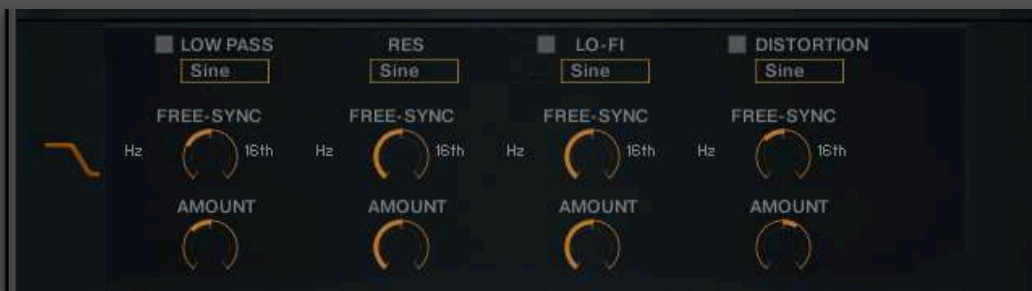 LOW PASS RES LO-FI DISTORTION
Sine Sine Sine Sine
FREE-SYNC FREE-SYNC FREE-SYNC FREE-SYNC
Hz 16th Hz 16th Hz 16th Hz 16th
AMOUNT AMOUNT AMOUNT AMOUNT